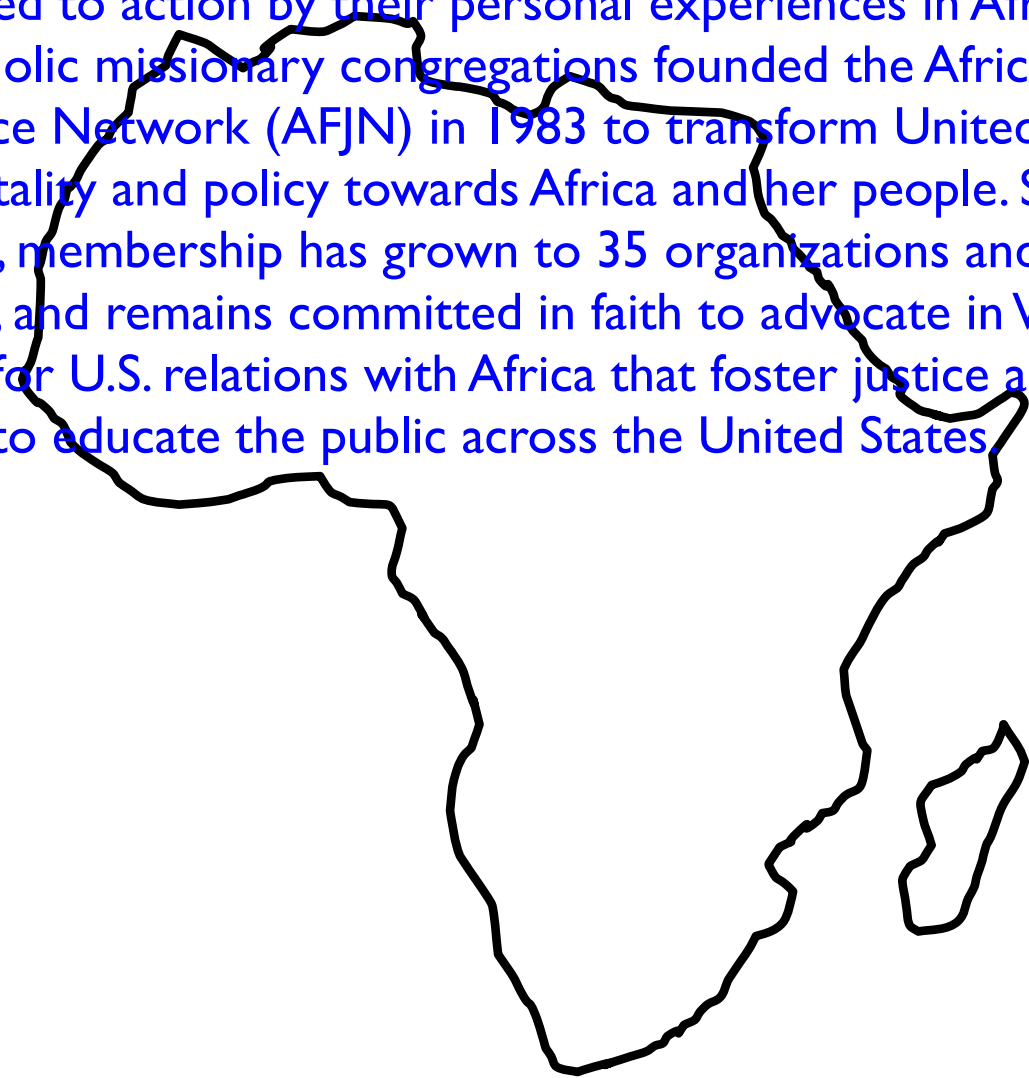 ed to action by their personal experiences in Afr
olic missionary congregations founded the Afric
ce Network (AFJN) in 1983 to transform United
tality and policy towards Africa and her people. S
, membership has grown to 35 organizations and
, and remains committed in faith to advocate in W
for U.S. relations with Africa that foster justice a
to educate the public across the United States.